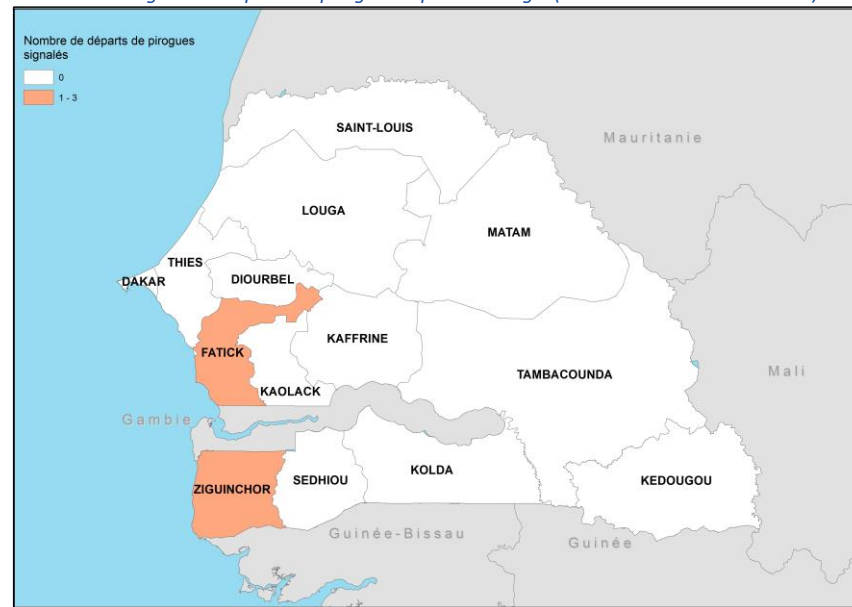 Nombre de départs de pirogues
signalés
0
1 - 3
SAINT-LOUIS
Mauritanie
LOUGA
MATAM
THIES
DAKAR
DIOURBEL
KAFFRINE
FATICK
TAMBACOUNDA
Mali
KAOLACK
Gambie
KOLDA
SEDHIOU
KEDOUGOU
ZIGUINCHOR
Guinée-Bissau
Guinée